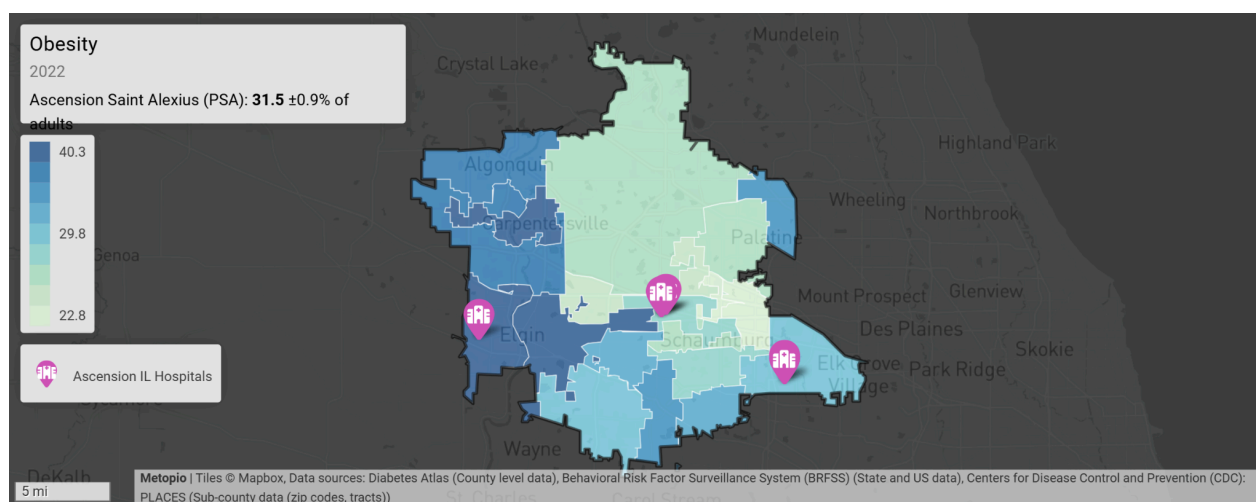 Obesity
2022
Ascension Saint Alexius (PSA): 31.5 ±0.9% of
adults
40.3
29.8
22.8
Ascension IL Hospitals
Mundelein
Crystal Lake
Highland Park
Algonquin
Wheeling
Northbrook
Carpentersville
Palatine
Genoa
Mount Prospect
Glenview
Des Plaines
Elgin
Schaumburg
Skokie
Elk Grove
Village
Park Ridge
Sycamore
Wayne
DeKalb
St. Charles
Carol Stream
5 mi
Metopio | Tiles © Mapbox, Data sources: Diabetes Atlas (County level data), Behavioral Risk Factor Surveillance System (BRFSS) (State and US data), Centers for Disease Control and Prevention (CDC):
PLACES (Sub-county data (zip codes, tracts))